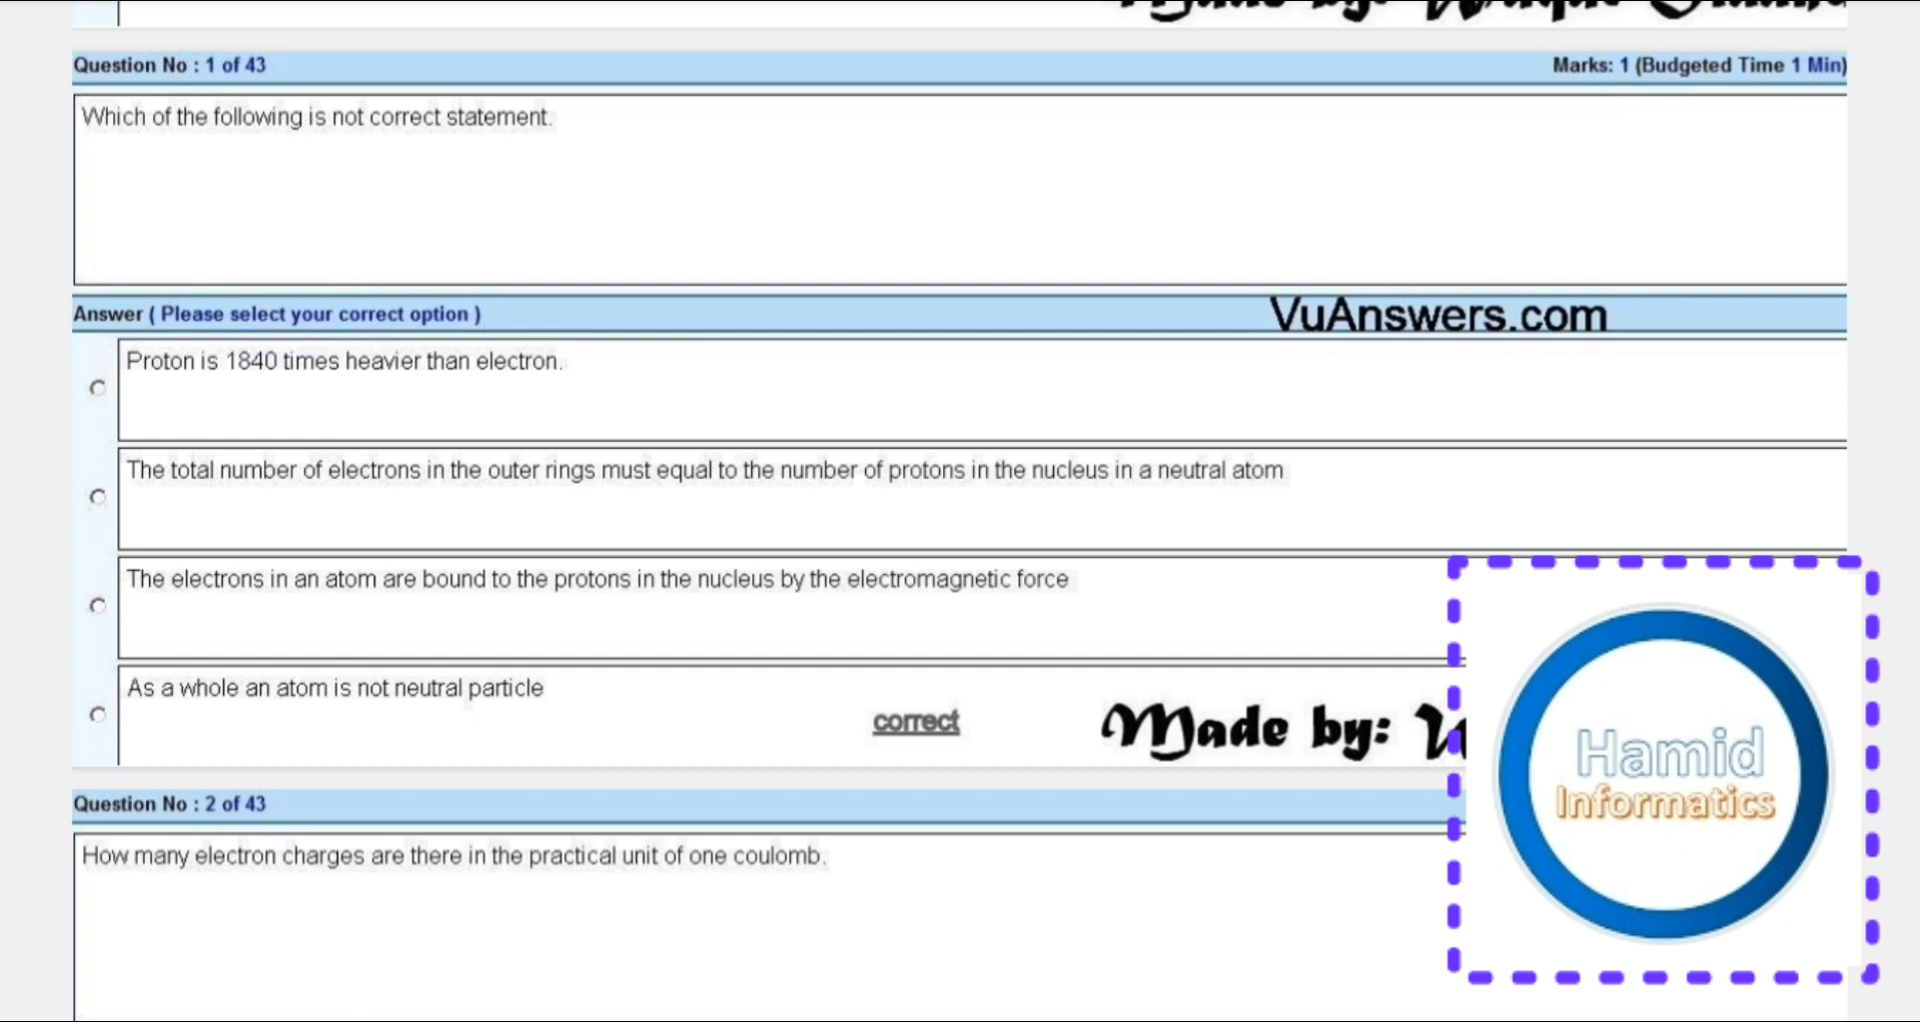 Made by:
Question No : 1 of 43 Marks: 1 (Budgeted Time 1 Min)
Which of the following is not correct statement.
Answer ( Please select your correct option ) VuAnswers.com
Proton is 1840 times heavier than electron.
The total number of electrons in the outer rings must equal to the number of protons in the nucleus in a neutral atom
The electrons in an atom are bound to the protons in the nucleus by the electromagnetic force
As a whole an atom is not neutral particle
correct Made by: W
Hamid
Informatics
Question No : 2 of 43
How many electron charges are there in the practical unit of one coulomb.